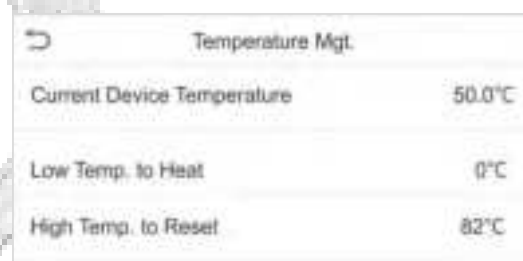 Temperature Mgt.
Current Device Temperature 50.0°C
Low Temp. to Heat 0°C
High Temp. to Reset 82°C